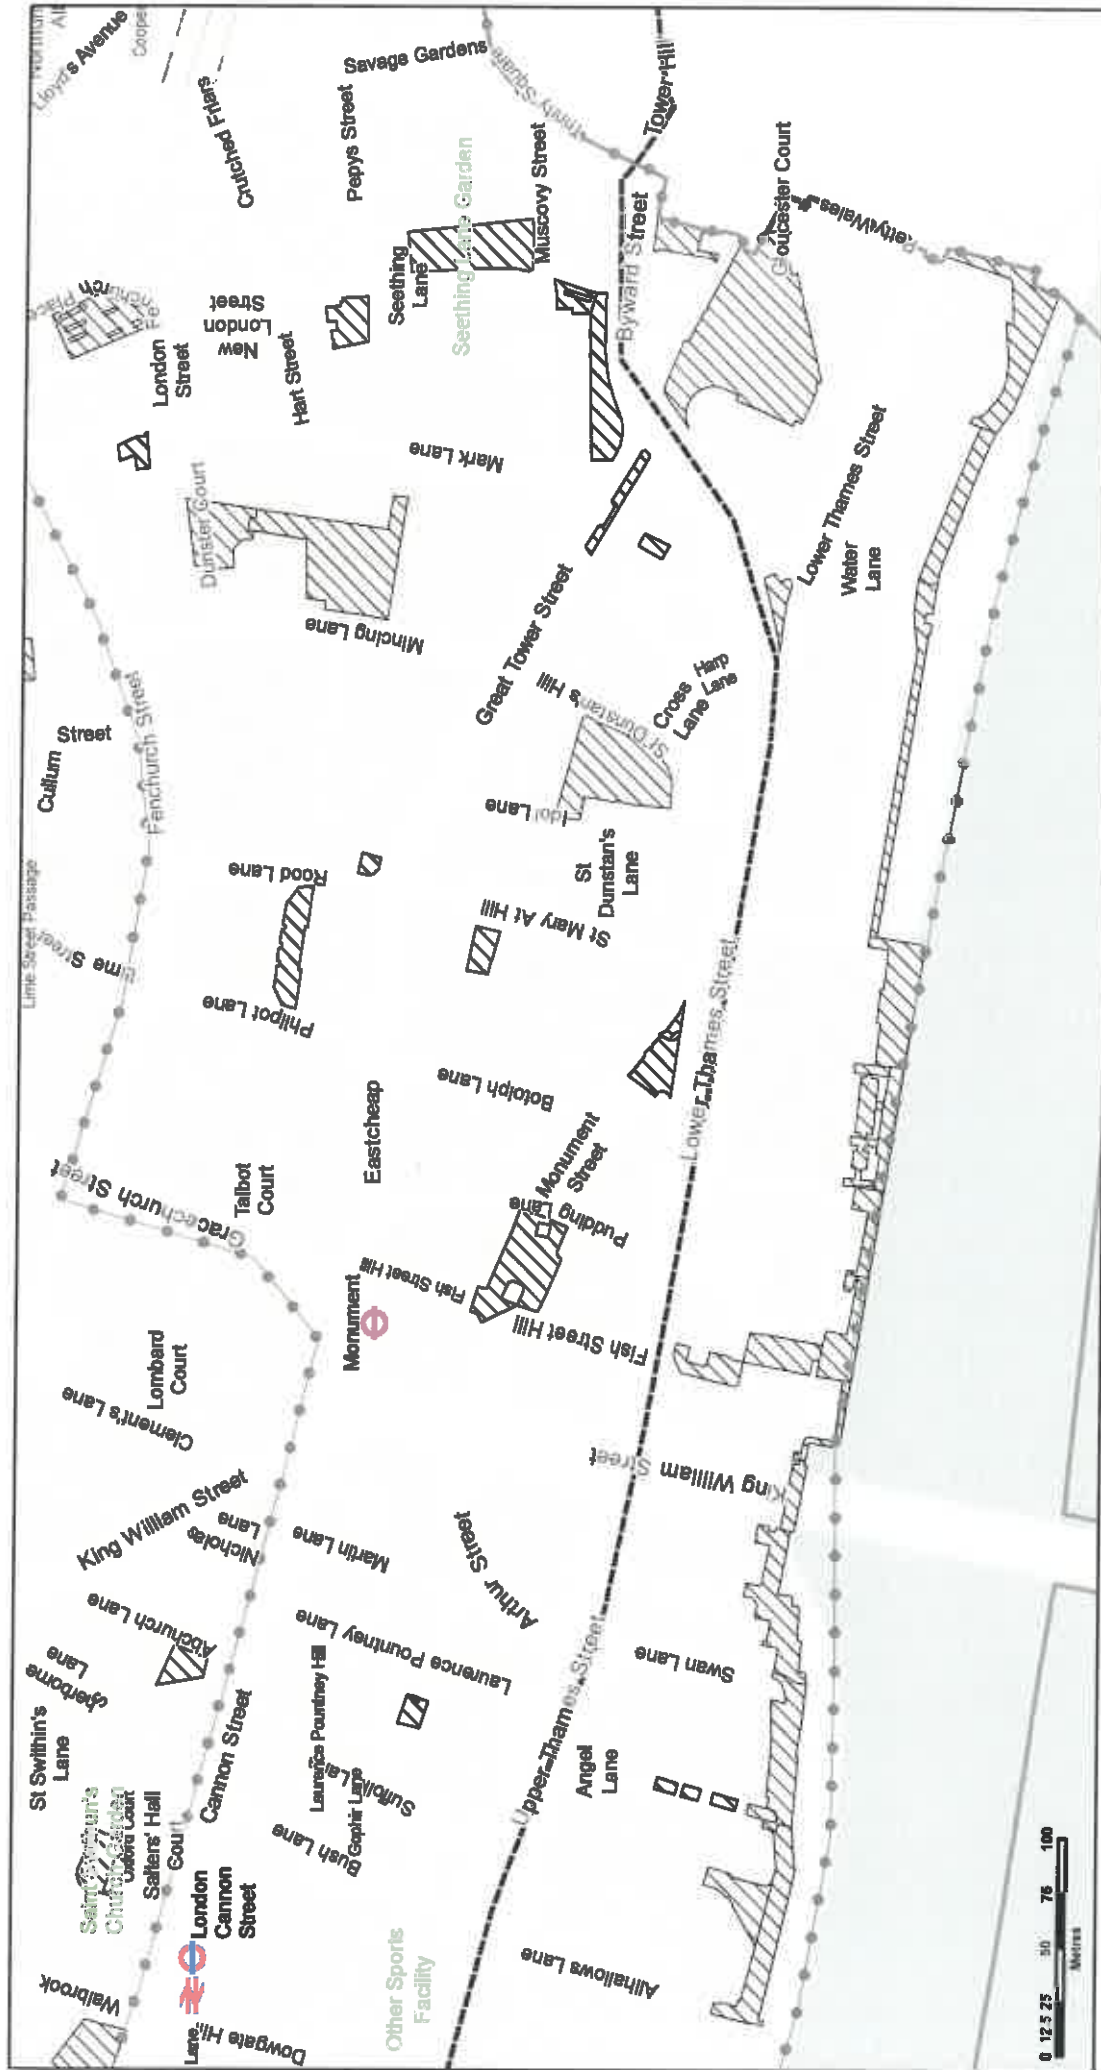 Lloyd's Avenue
Crutched Friars
Savage Gardens
Pepys Street
Trinity Square
Tower Hill
Seething Lane Garden
Muscovy Street
Seething
Lane
Byward Street
Gloucester Court
Petty Wales
London
Street
New
London
Street
Hart Street
Mark Lane
Dunster Court
Mincing Lane
Great Tower Street
Lower Thames Street
Water
Lane
St Dunstan's Hill
Cross
Lane
Harp
Lane
Idol Lane
St
Dunstan's
Lane
St Mary At Hill
Cullum
Street
Fenchurch Street
Lime Street Passage
Lime Street
Rood Lane
Philpot Lane
Botolph Lane
Lower Thames Street
Eastcheap
Talbot
Court
Gracechurch Street
Monument
Street
Pudding
Lane
Fish Street Hill
Fish Street Hill
Monument
Lombard
Court
Clement's Lane
King William Street
King William Street
Nicholas
Lane
Martin Lane
Arthur Street
Abchurch Lane
Sherborne
Lane
Laurence Pountney Lane
Laurence Pountney Hill
Swan Lane
Upper Thames Street
Angel
Lane
St Swithin's
Lane
Cannon Street
Suffolk Lane
Gophir Lane
Bush Lane
Saint Swithun's
Church Garden
Oxford Court
Salters' Hall
Court
London
Cannon
Street
Walbrook
Dowgate Hill
Lane
Other Sports
Facility
Allhallows Lane
0 12.5 25 50 75 100
Metres